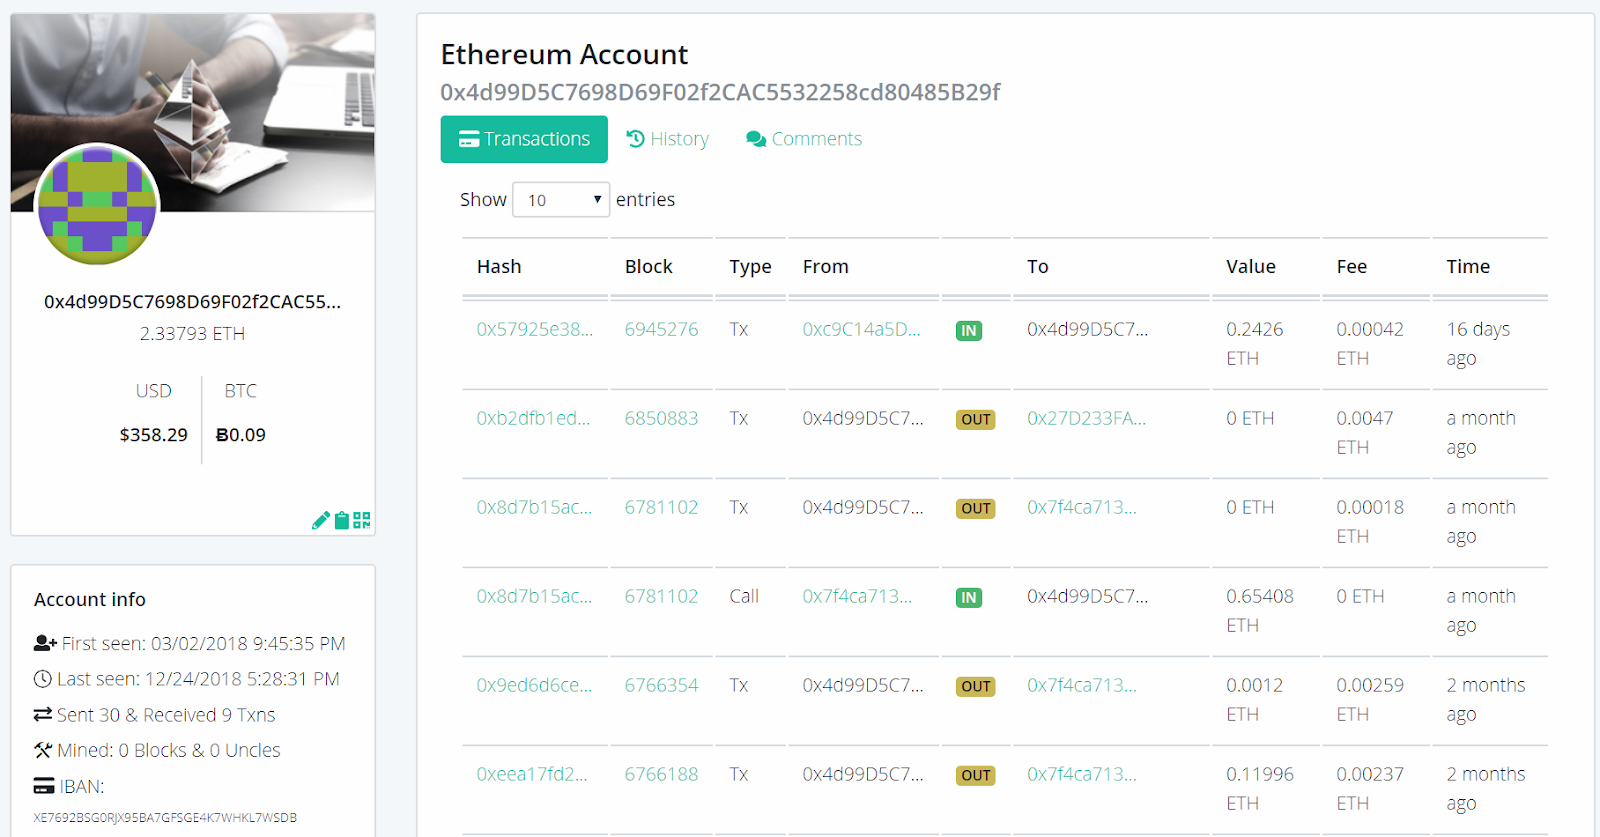 0x4d99D5C7698D69F02f2CAC55...
2.33793 ETH
USD BTC
$358.29 Ƀ0.09
Account info
First seen: 03/02/2018 9:45:35 PM
Last seen: 12/24/2018 5:28:31 PM
Sent 30 & Received 9 Txns
Mined: 0 Blocks & 0 Uncles
IBAN:
XE7692BSG0RJX95BA7GFSGE4K7WHKL7WSDB
Ethereum Account
0x4d99D5C7698D69F02f2CAC5532258cd80485B29f
Transactions History Comments
Show 10 entries
Hash Block Type From To Value Fee Time
0x57925e38... 6945276 Tx 0xc9C14a5D... IN 0x4d99D5C7... 0.2426 0.00042 16 days
ETH ETH ago
0xb2dfb1ed... 6850883 Tx 0x4d99D5C7... OUT 0x27D233FA... 0 ETH 0.0047 a month
ETH ago
0x8d7b15ac... 6781102 Tx 0x4d99D5C7... OUT 0x7f4ca713... 0 ETH 0.00018 a month
ETH ago
0x8d7b15ac... 6781102 Call 0x7f4ca713... IN 0x4d99D5C7... 0.65408 0 ETH a month
ETH ago
0x9ed6d6ce... 6766354 Tx 0x4d99D5C7... OUT 0x7f4ca713... 0.0012 0.00259 2 months
ETH ETH ago
0xeea17fd2... 6766188 Tx 0x4d99D5C7... OUT 0x7f4ca713... 0.11996 0.00237 2 months
ETH ETH ago